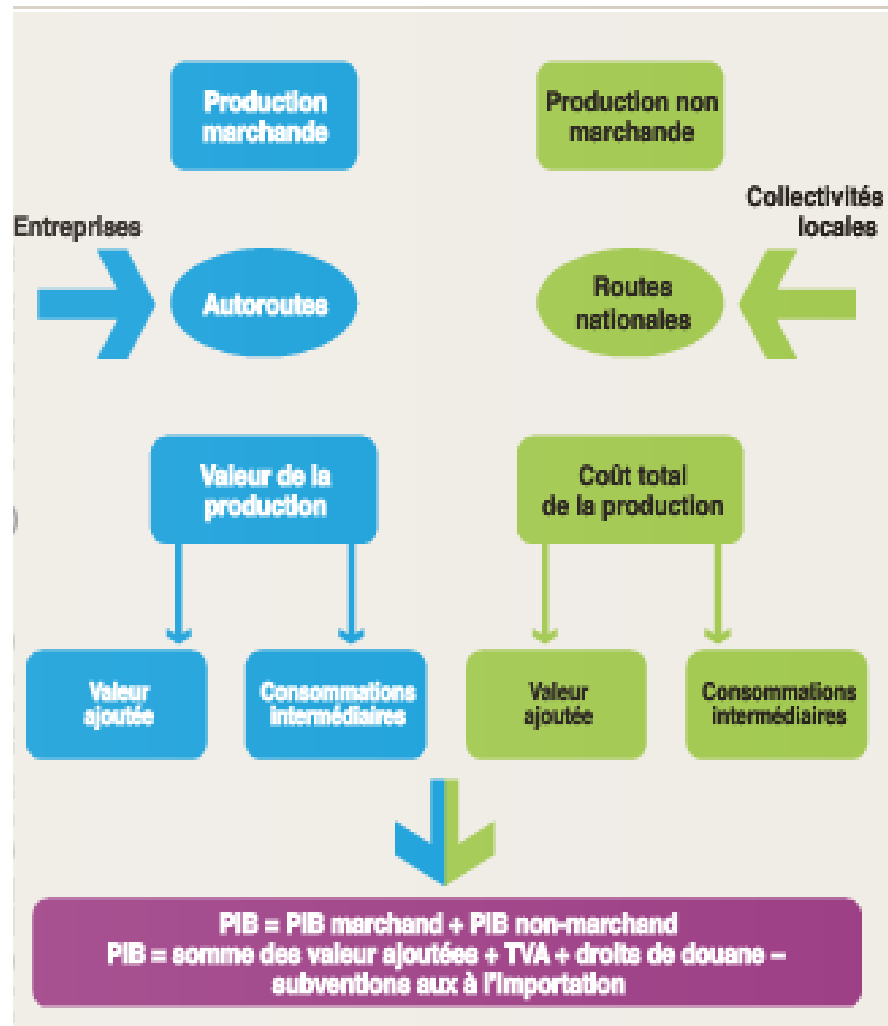 Production
marchande
Production non
marchande
Entreprises
Collectivités
locales
Autoroutes
Routes
nationales
Valeur de la
production
Coût total
de la production
Valeur
ajoutée
Consommations
intermédiaires
Valeur
ajoutée
Consommations
intermédiaires
PIB = PIB marchand + PIB non-marchand
PIB = somme des valeur ajoutées + TVA + droits de douane –
subventions aux à l'importation